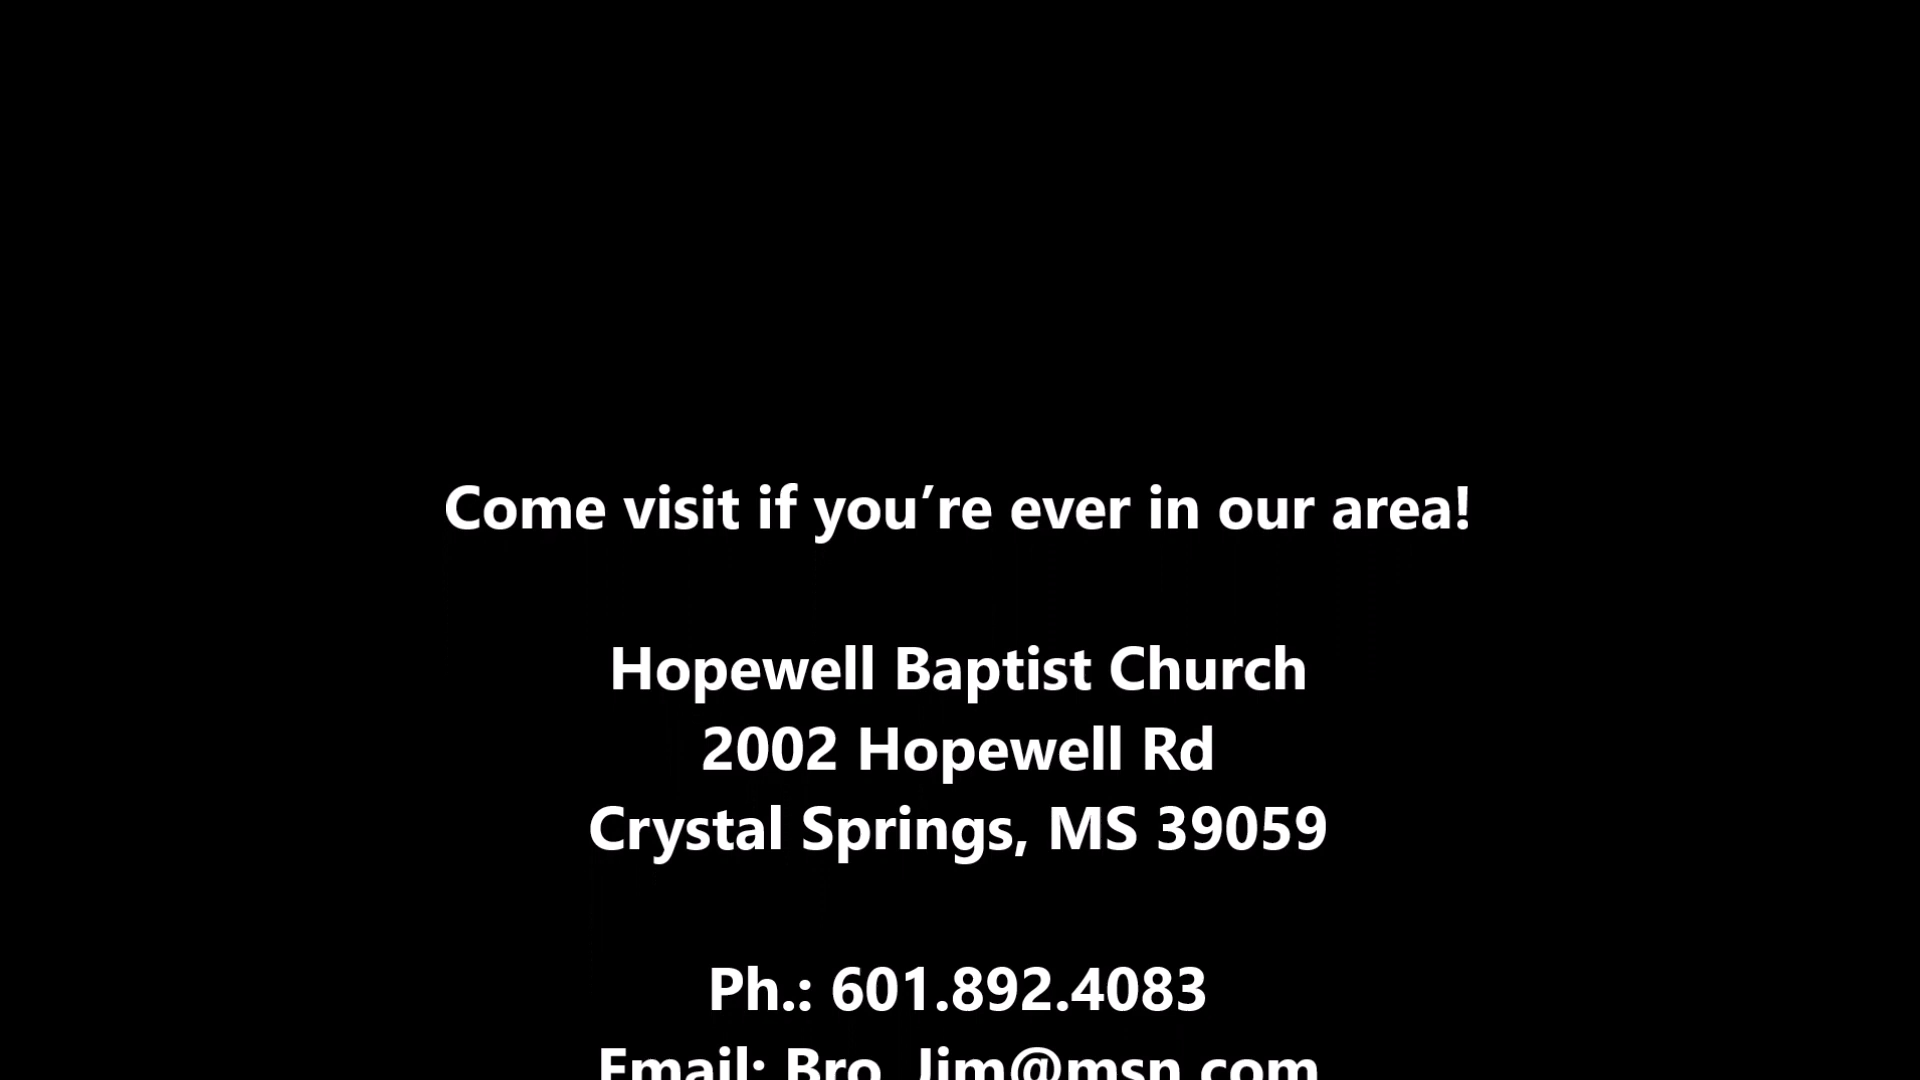 Come visit if you’re ever in our area!
Hopewell Baptist Church
2002 Hopewell Rd
Crystal Springs, MS 39059
Ph.: 601.892.4083
Email: